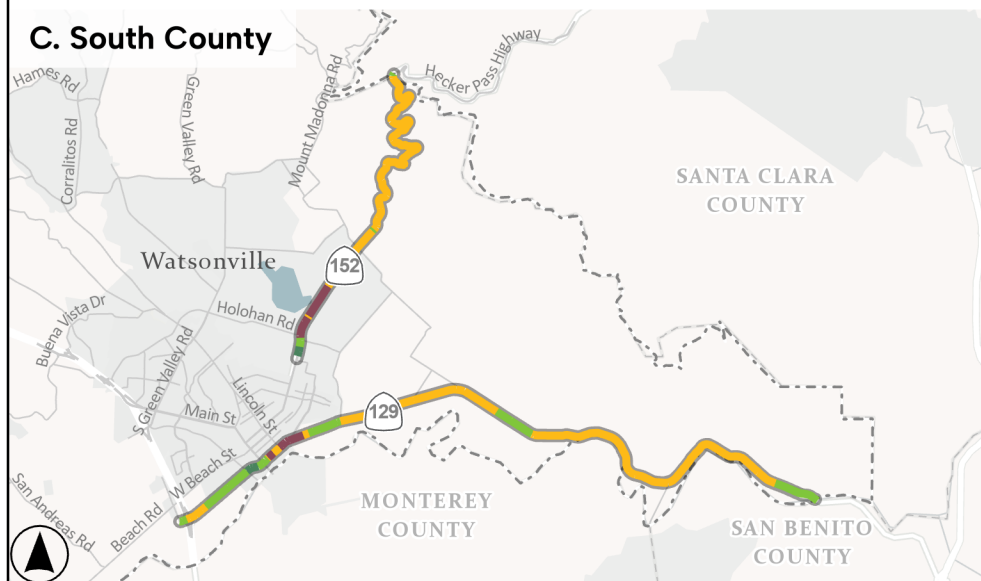 C. South County
Hames Rd
Corralitos Rd
Green Valley Rd
Mount Madonna Rd
Hecker Pass Highway
SANTA CLARA
COUNTY
Watsonville
152
Holohan Rd
Buena Vista Dr
S Green Valley Rd
Lincoln St
Main St
129
W Beach St
San Andreas Rd
Beach Rd
MONTEREY
COUNTY
SAN BENITO
COUNTY